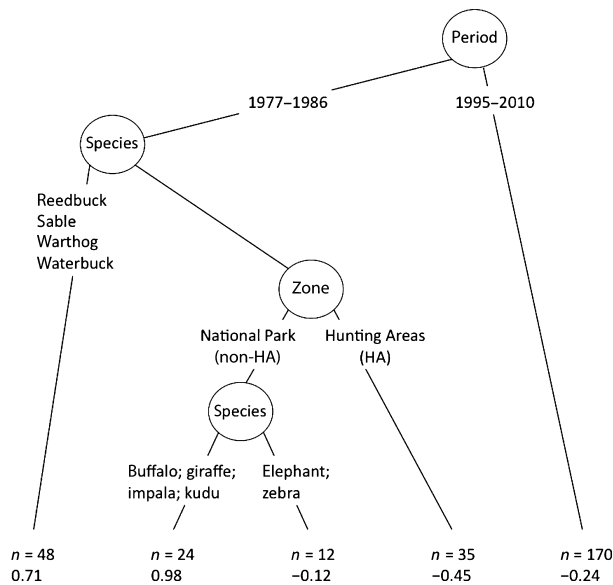 Period
1977–1986
1995–2010
Species
Reedbuck
Sable
Warthog
Waterbuck
Zone
National Park
(non-HA)
Hunting Areas
(HA)
Species
Buffalo; giraffe;
impala; kudu
Elephant;
zebra
n = 48
0.71
n = 24
0.98
n = 12
−0.12
n = 35
−0.45
n = 170
−0.24